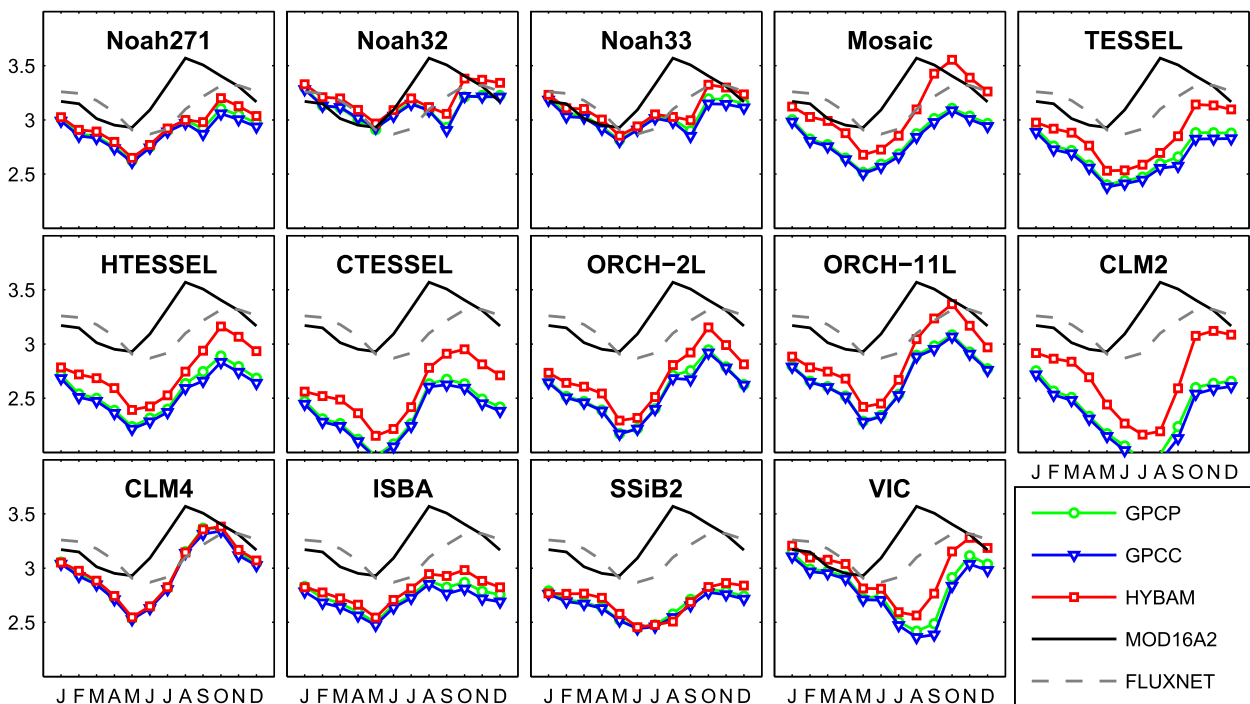 Noah271 Noah32 Noah33 Mosaic TESSEL
3.5
3
2.5
HTESSEL CTESSEL ORCH−2L ORCH−11L CLM2
3.5
3
2.5
J F M A M J J A S O N D
CLM4 ISBA SSiB2 VIC
3.5
3
2.5
GPCP
GPCC
HYBAM
MOD16A2
FLUXNET
J F M A M J J A S O N D J F M A M J J A S O N D J F M A M J J A S O N D J F M A M J J A S O N D